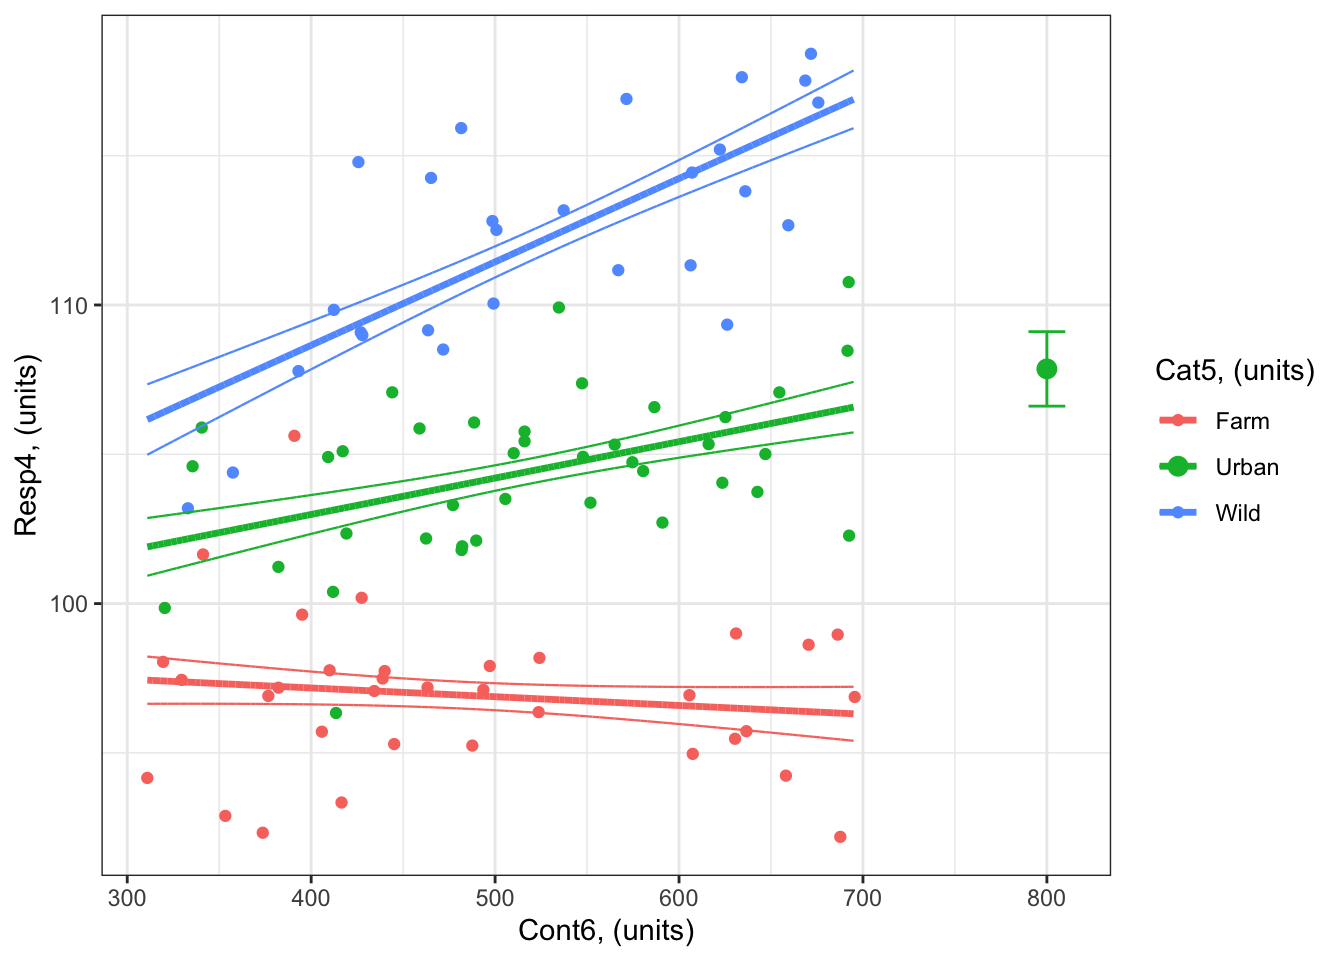 110
100
Resp4, (units)
300 400 500 600 700 800
Cont6, (units)
Cat5, (units)
Farm
Urban
Wild